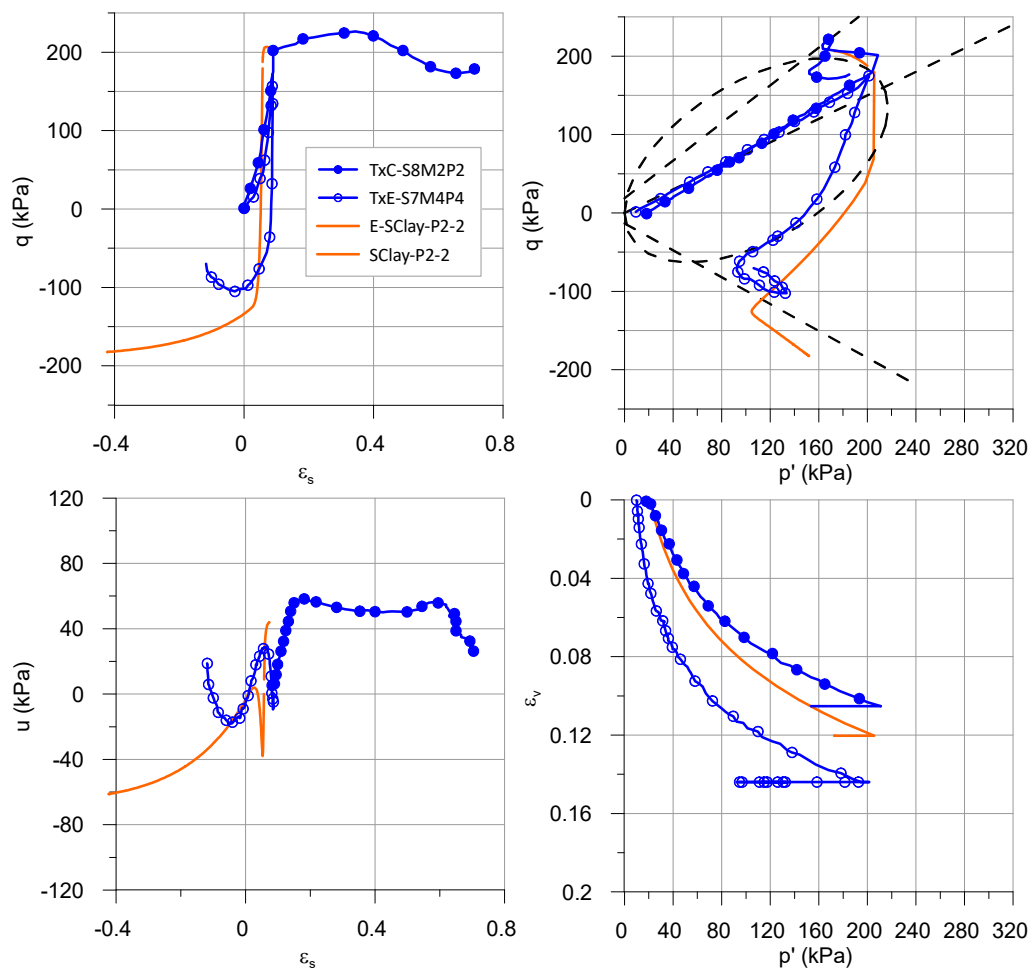 200
100
0
-100
-200
q (kPa)
-0.4 0 0.4 0.8
εs
TxC-S8M2P2
TxE-S7M4P4
E-SClay-P2-2
SClay-P2-2
200
100
0
-100
-200
q (kPa)
0 40 80 120 160 200 240 280 320
p' (kPa)
120
80
40
0
-40
-80
-120
u (kPa)
-0.4 0 0.4 0.8
εs
0
0.04
0.08
0.12
0.16
0.2
εv
0 40 80 120 160 200 240 280 320
p' (kPa)